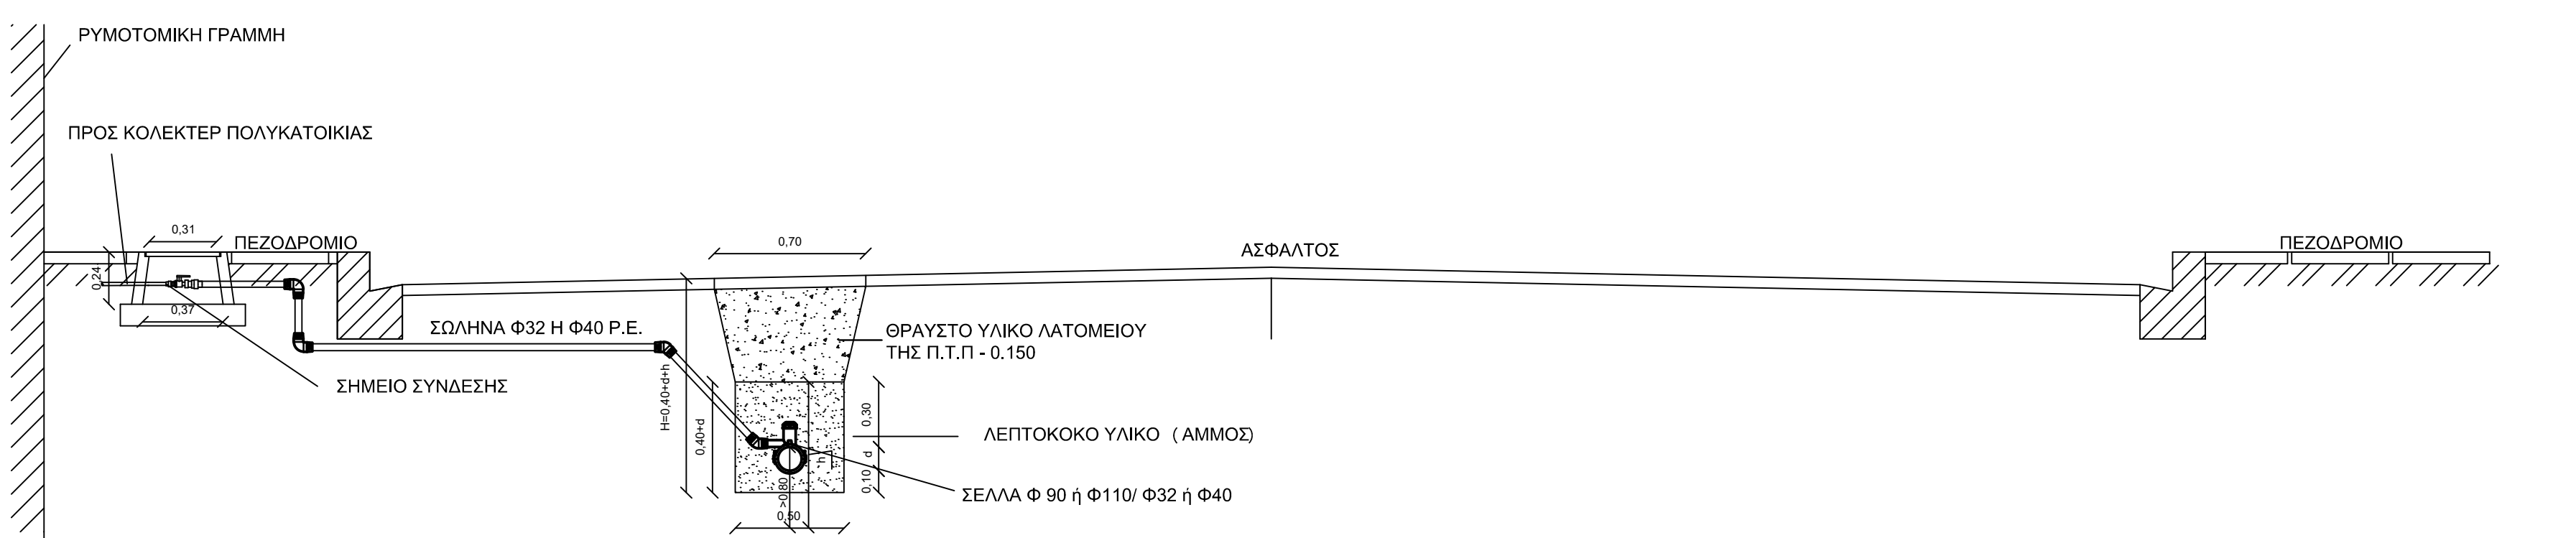 ΡΥΜΟΤΟΜΙΚΗ ΓΡΑΜΜΗ
ΠΡΟΣ ΚΟΛΕΚΤΕΡ ΠΟΛΥΚΑΤΟΙΚΙΑΣ
0,31
ΠΕΖΟΔΡΟΜΙΟ
0,70
ΑΣΦΑΛΤΟΣ
ΠΕΖΟΔΡΟΜΙΟ
0,24
0,37
ΣΩΛΗΝΑ Φ32 Η Φ40 P.E.
ΘΡΑΥΣΤΟ ΥΛΙΚΟ ΛΑΤΟΜΕΙΟΥ
ΤΗΣ Π.Τ.Π - 0.150
ΣΗΜΕΙΟ ΣΥΝΔΕΣΗΣ
H=0,40+d+h
0,40+d
0,30
d
0,10
h
ΛΕΠΤΟΚΟΚΟ ΥΛΙΚΟ ( ΑΜΜΟΣ)
ΣΕΛΛΑ Φ 90 ή Φ110/ Φ32 ή Φ40
>0,80
0,50